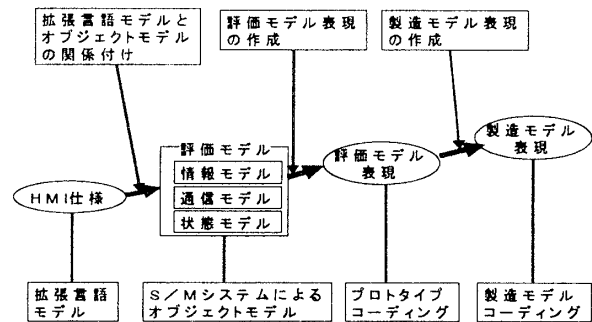 拡張言語モデルと
オブジェクトモデル
の関係付け
評価モデル表現
の作成
製造モデル表現
の作成
評価モデル
情報モデル
通信モデル
状態モデル
HMI仕様
評価モデル
表現
製造モデル
表現
拡張言語
モデル
S/Mシステムによる
オブジェクトモデル
プロトタイプ
コーディング
製造モデル
コーディング